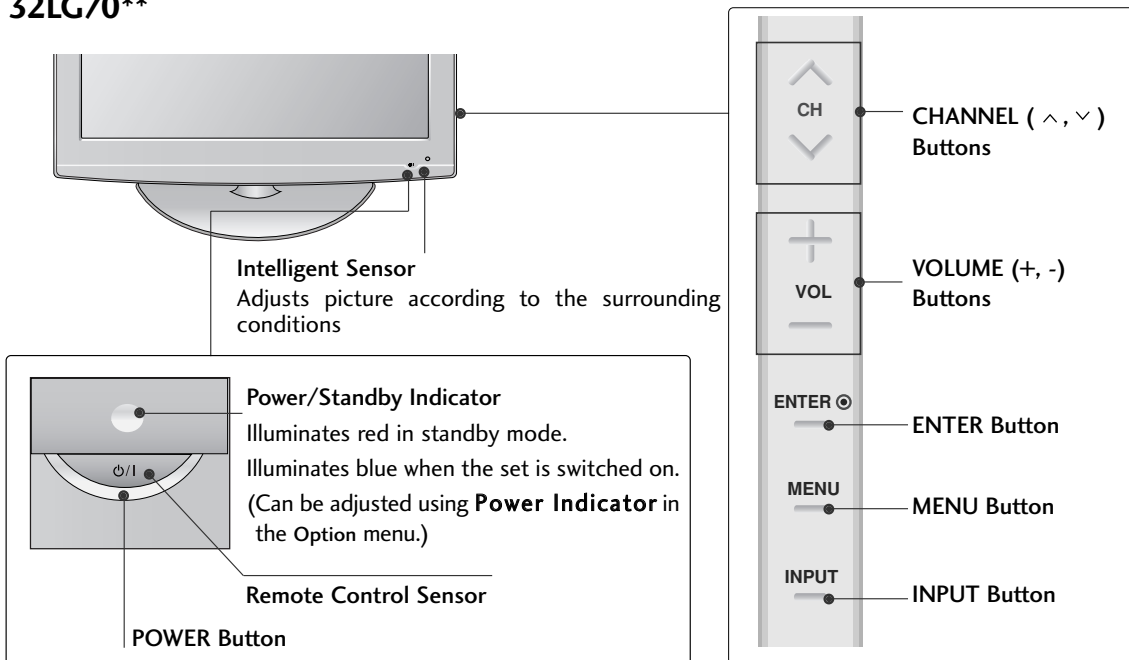 32LG70**
Intelligent Sensor
Adjusts picture according to the surrounding
conditions
Power/Standby Indicator
Illuminates red in standby mode.
Illuminates blue when the set is switched on.
(Can be adjusted using Power Indicator in
the Option menu.)
⏻/I
Remote Control Sensor
POWER Button
CH
CHANNEL ( ^, ∨ )
Buttons
VOL
VOLUME (+, -)
Buttons
ENTER ⦿
ENTER Button
MENU
MENU Button
INPUT
INPUT Button